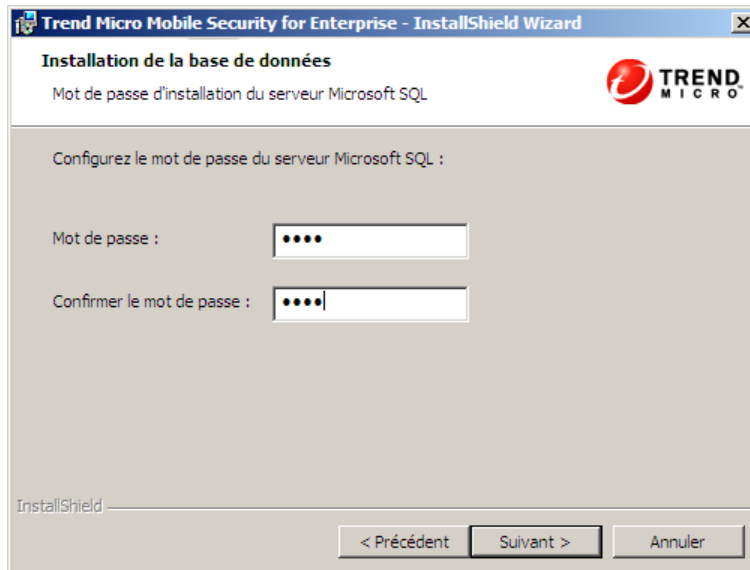 Trend Micro Mobile Security for Enterprise - InstallShield Wizard
Installation de la base de données
Mot de passe d'installation du serveur Microsoft SQL
TREND
MICRO™
Configurez le mot de passe du serveur Microsoft SQL :
Mot de passe :
••••
Confirmer le mot de passe :
••••
InstallShield
< Précédent
Suivant >
Annuler